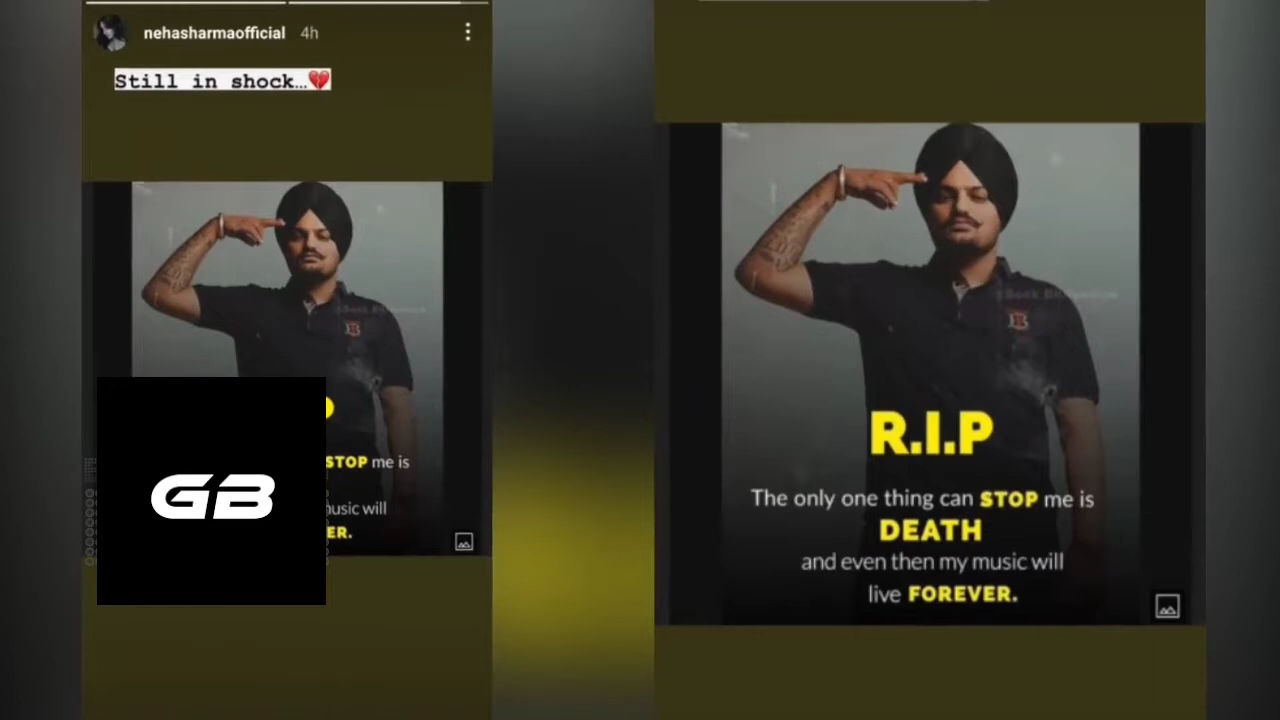 nehasharmaofficial 4h
Still in shock...💔
STOP me is
music will
ER.
GB
R.I.P
The only one thing can STOP me is
DEATH
and even then my music will
live FOREVER.